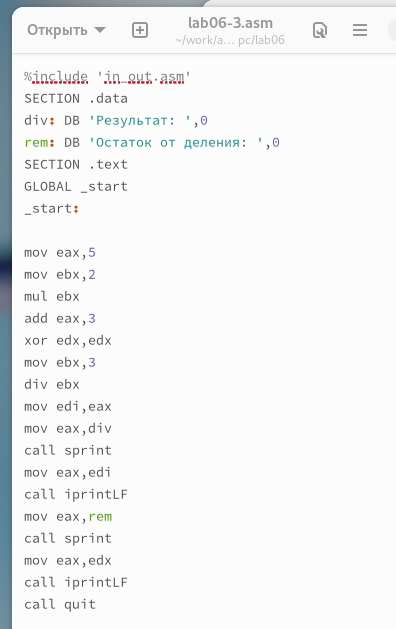 Открыть
lab06-3.asm
~/work/a... pc/lab06
%include 'in_out.asm'
SECTION .data
div: DB 'Результат: ',0
rem: DB 'Остаток от деления: ',0
SECTION .text
GLOBAL _start
_start:
mov eax,5
mov ebx,2
mul ebx
add eax,3
xor edx,edx
mov ebx,3
div ebx
mov edi,eax
mov eax,div
call sprint
mov eax,edi
call iprintLF
mov eax,rem
call sprint
mov eax,edx
call iprintLF
call quit